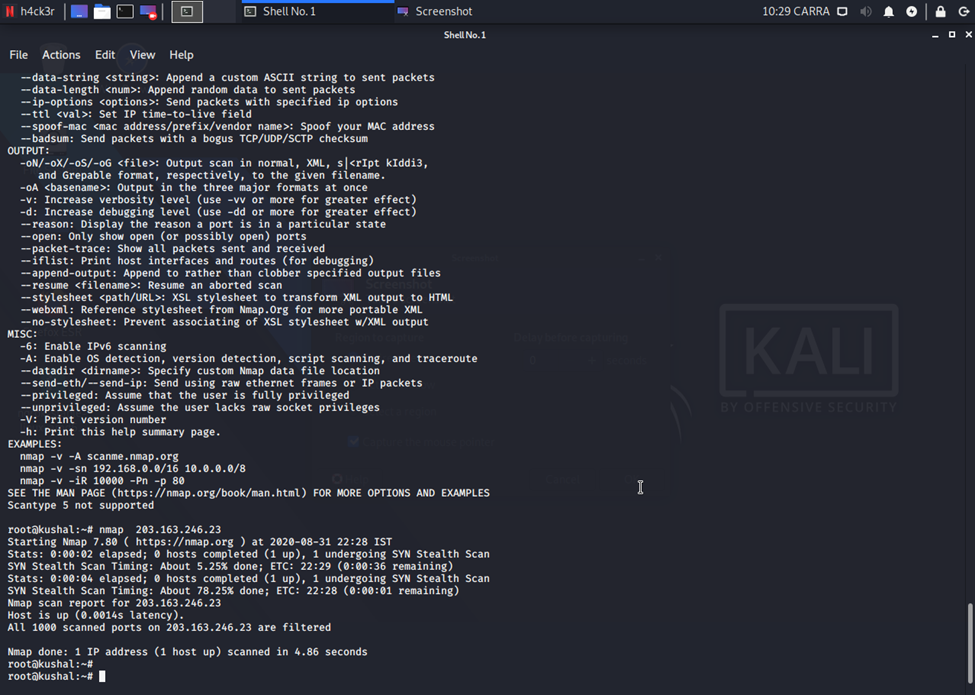 h4ck3r
Shell No. 1
Screenshot
10:29 CARRA
Shell No. 1
File Actions Edit View Help
--data-string <string>: Append a custom ASCII string to sent packets
--data-length <num>: Append random data to sent packets
--ip-options <options>: Send packets with specified ip options
--ttl <val>: Set IP time-to-live field
--spoof-mac <mac address/prefix/vendor name>: Spoof your MAC address
--badsum: Send packets with a bogus TCP/UDP/SCTP checksum
OUTPUT:
-oN/-oX/-oS/-oG <file>: Output scan in normal, XML, s|<rIpt kIddi3,
and Grepable format, respectively, to the given filename.
-oA <basename>: Output in the three major formats at once
-v: Increase verbosity level (use -vv or more for greater effect)
-d: Increase debugging level (use -dd or more for greater effect)
--reason: Display the reason a port is in a particular state
--open: Only show open (or possibly open) ports
--packet-trace: Show all packets sent and received
--iflist: Print host interfaces and routes (for debugging)
--append-output: Append to rather than clobber specified output files
--resume <filename>: Resume an aborted scan
--stylesheet <path/URL>: XSL stylesheet to transform XML output to HTML
--webxml: Reference stylesheet from Nmap.Org for more portable XML
--no-stylesheet: Prevent associating of XSL stylesheet w/XML output
MISC:
-6: Enable IPv6 scanning
-A: Enable OS detection, version detection, script scanning, and traceroute
--datadir <dirname>: Specify custom Nmap data file location
--send-eth/--send-ip: Send using raw ethernet frames or IP packets
--privileged: Assume that the user is fully privileged
--unprivileged: Assume the user lacks raw socket privileges
-V: Print version number
-h: Print this help summary page.
EXAMPLES:
nmap -v -A scanme.nmap.org
nmap -v -sn 192.168.0.0/16 10.0.0.0/8
nmap -v -iR 10000 -Pn -p 80
SEE THE MAN PAGE (https://nmap.org/book/man.html) FOR MORE OPTIONS AND EXAMPLES
Scantype 5 not supported
root@kushal:~# nmap  203.163.246.23
Starting Nmap 7.80 ( https://nmap.org ) at 2020-08-31 22:28 IST
Stats: 0:00:02 elapsed; 0 hosts completed (1 up), 1 undergoing SYN Stealth Scan
SYN Stealth Scan Timing: About 5.25% done; ETC: 22:29 (0:00:36 remaining)
Stats: 0:00:04 elapsed; 0 hosts completed (1 up), 1 undergoing SYN Stealth Scan
SYN Stealth Scan Timing: About 78.25% done; ETC: 22:28 (0:00:01 remaining)
Nmap scan report for 203.163.246.23
Host is up (0.0014s latency).
All 1000 scanned ports on 203.163.246.23 are filtered
Nmap done: 1 IP address (1 host up) scanned in 4.86 seconds
root@kushal:~#
root@kushal:~#
KALI
BY OFFENSIVE SECURITY